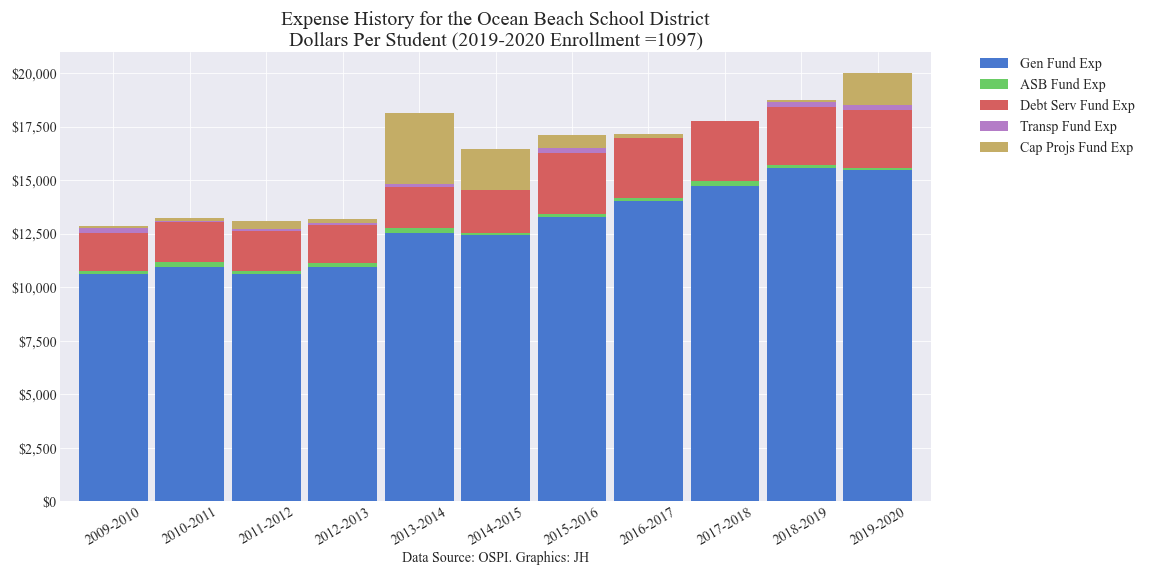 Expense History for the Ocean Beach School District
Dollars Per Student (2019-2020 Enrollment =1097)
$20,000
$17,500
$15,000
$12,500
$10,000
$7,500
$5,000
$2,500
$0
2009-2010
2010-2011
2011-2012
2012-2013
2013-2014
2014-2015
2015-2016
2016-2017
2017-2018
2018-2019
2019-2020
Data Source: OSPI. Graphics: JH
Gen Fund Exp
ASB Fund Exp
Debt Serv Fund Exp
Transp Fund Exp
Cap Projs Fund Exp